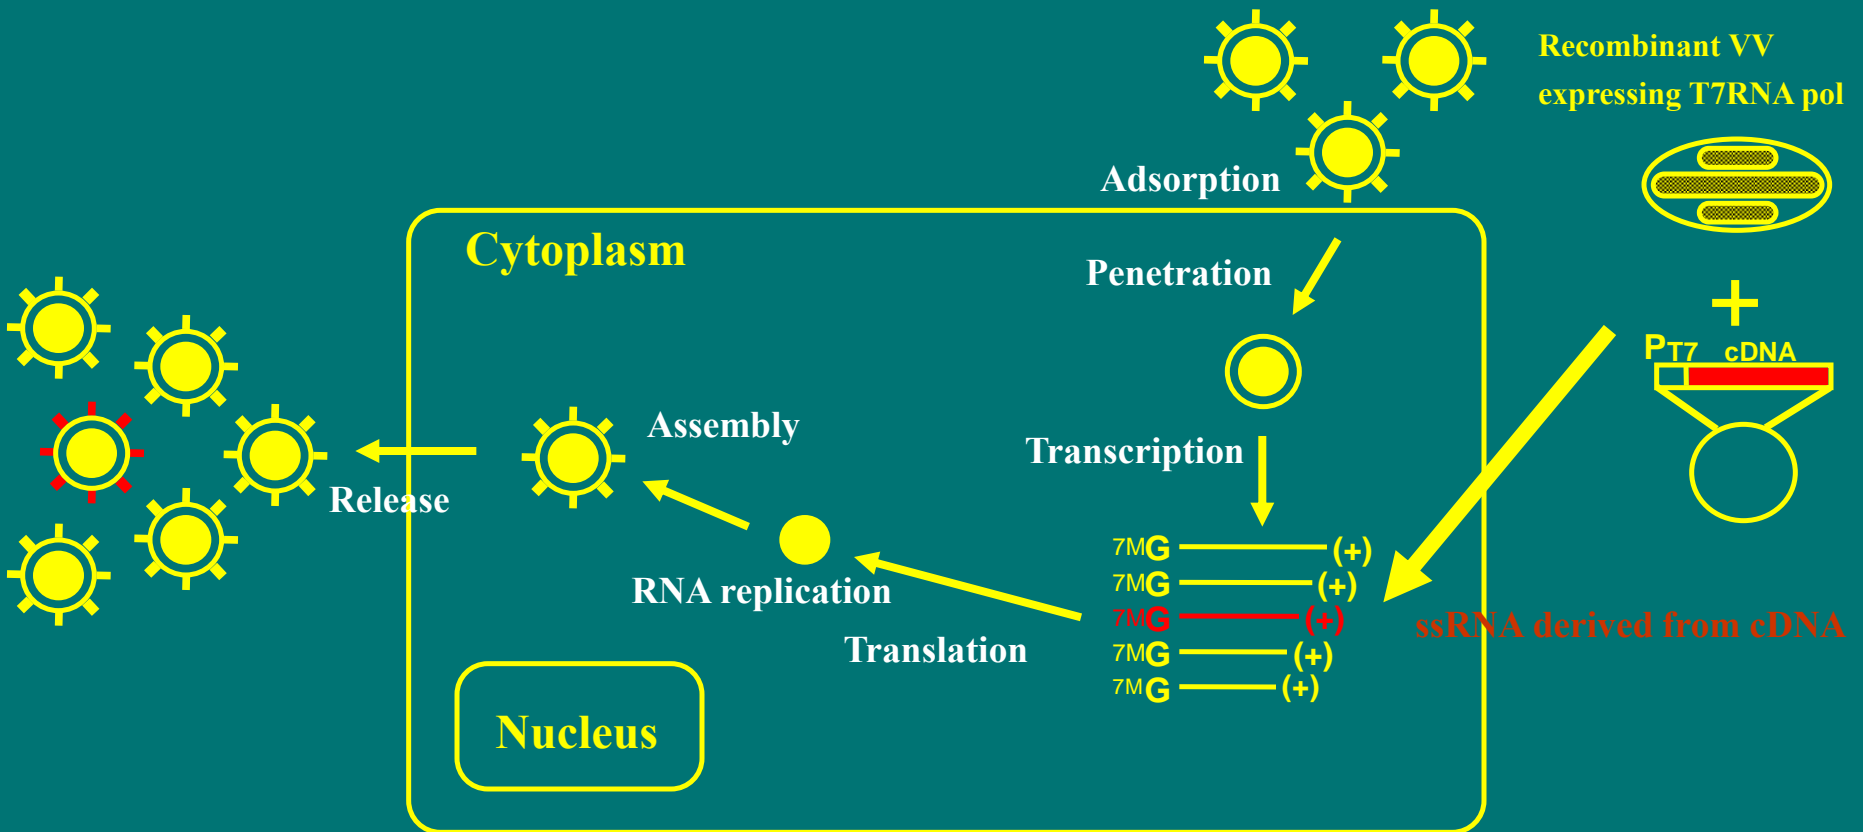 Recombinant VV
expressing T7RNA pol
Adsorption
Cytoplasm
Penetration
+
PT7 cDNA
Assembly
Transcription
Release
7MG (+)
7MG (+)
RNA replication
7MG (+)
ssRNA derived from cDNA
Translation
7MG (+)
7MG (+)
Nucleus